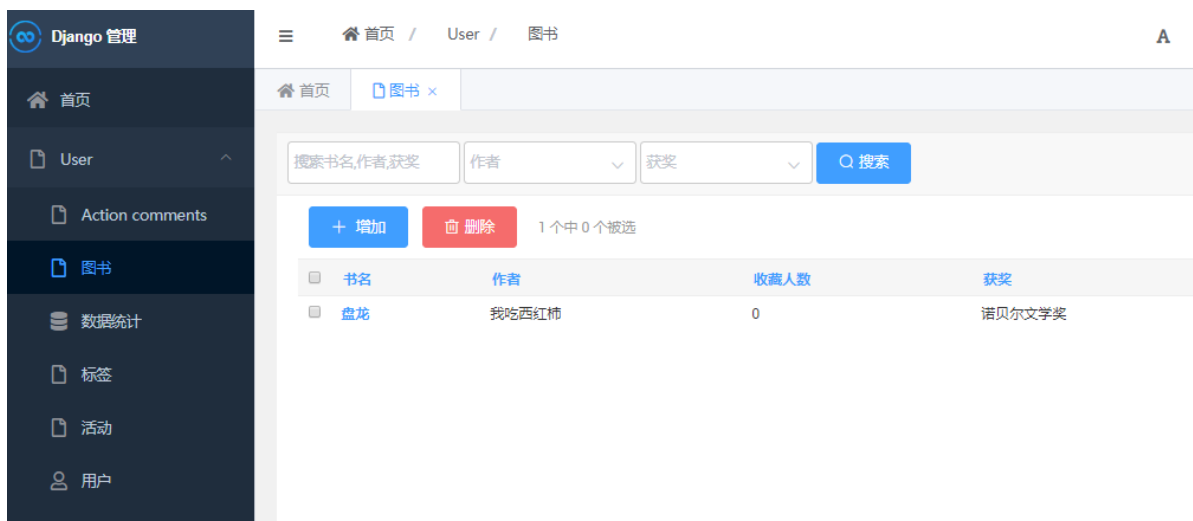 Django 管理
首页 / User / 图书
A
首页
图书 ×
首页
User
Action comments
图书
数据统计
标签
活动
用户
搜索书名,作者,获奖 作者 获奖 搜索
+ 增加 删除 1 个中 0 个被选
书名 作者 收藏人数 获奖
盘龙 我吃西红柿 0 诺贝尔文学奖